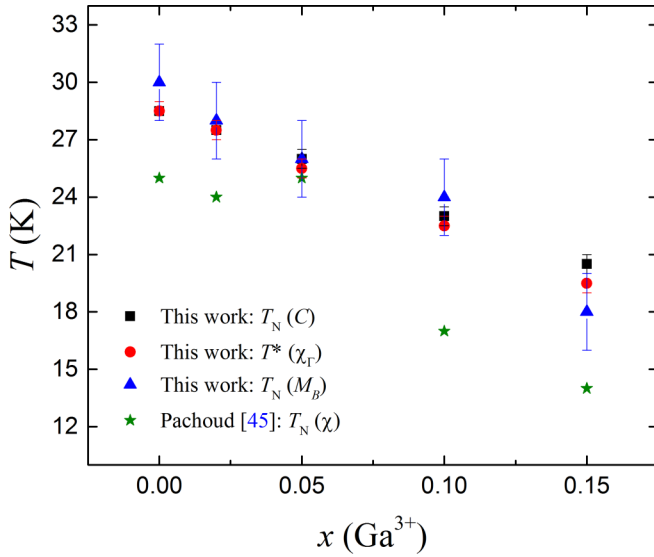 33
30
27
24
21
18
15
12
T (K)
This work: T_N (C)
This work: T* (χ_Γ)
This work: T_N (M_B)
Pachoud [45]: T_N (χ)
0.00 0.05 0.10 0.15
x (Ga³⁺)